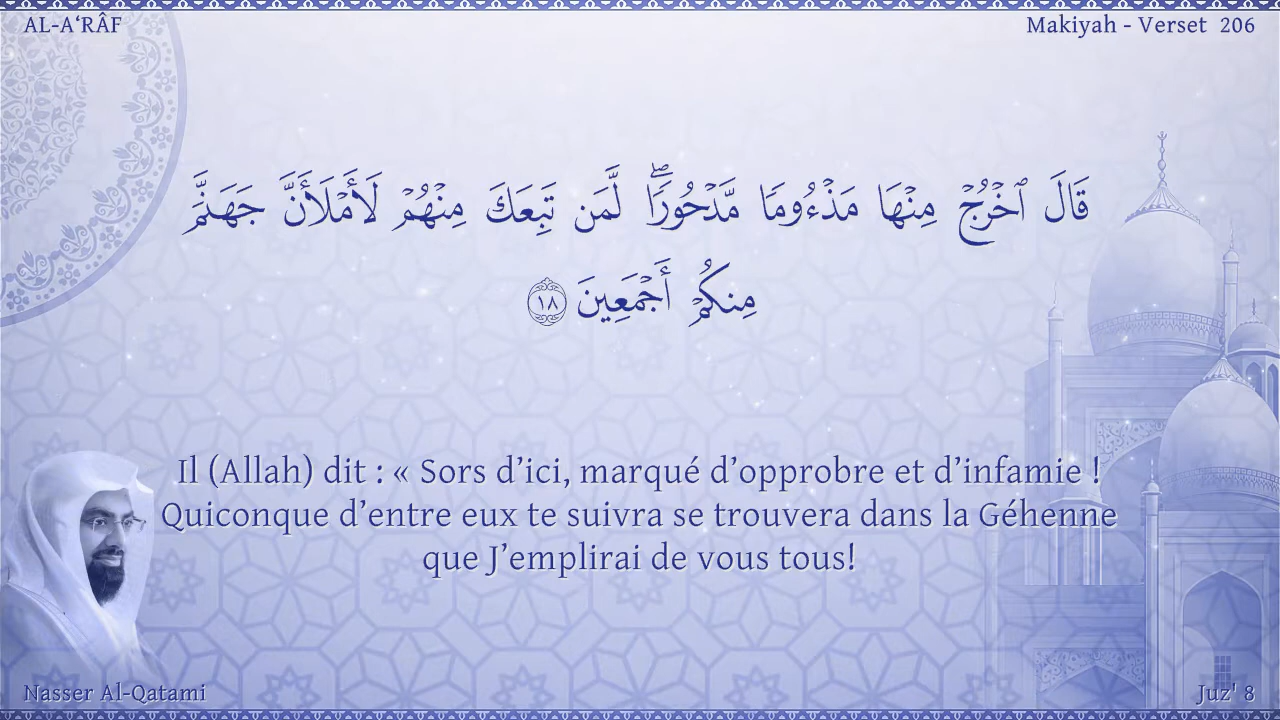 AL-A‘RÂF
Makiyah - Verset 206
قَالَ ٱخْرُجْ مِنْهَا مَذْءُومًا مَّدْحُورًا ۖ لَّمَن تَبِعَكَ مِنْهُمْ لَأَمْلَأَنَّ جَهَنَّمَ
مِنكُمْ أَجْمَعِينَ ١٨
Il (Allah) dit : « Sors d’ici, marqué d’opprobre et d’infamie !
Quiconque d’entre eux te suivra se trouvera dans la Géhenne
que J’emplirai de vous tous!
Nasser Al-Qatami
Juz' 8